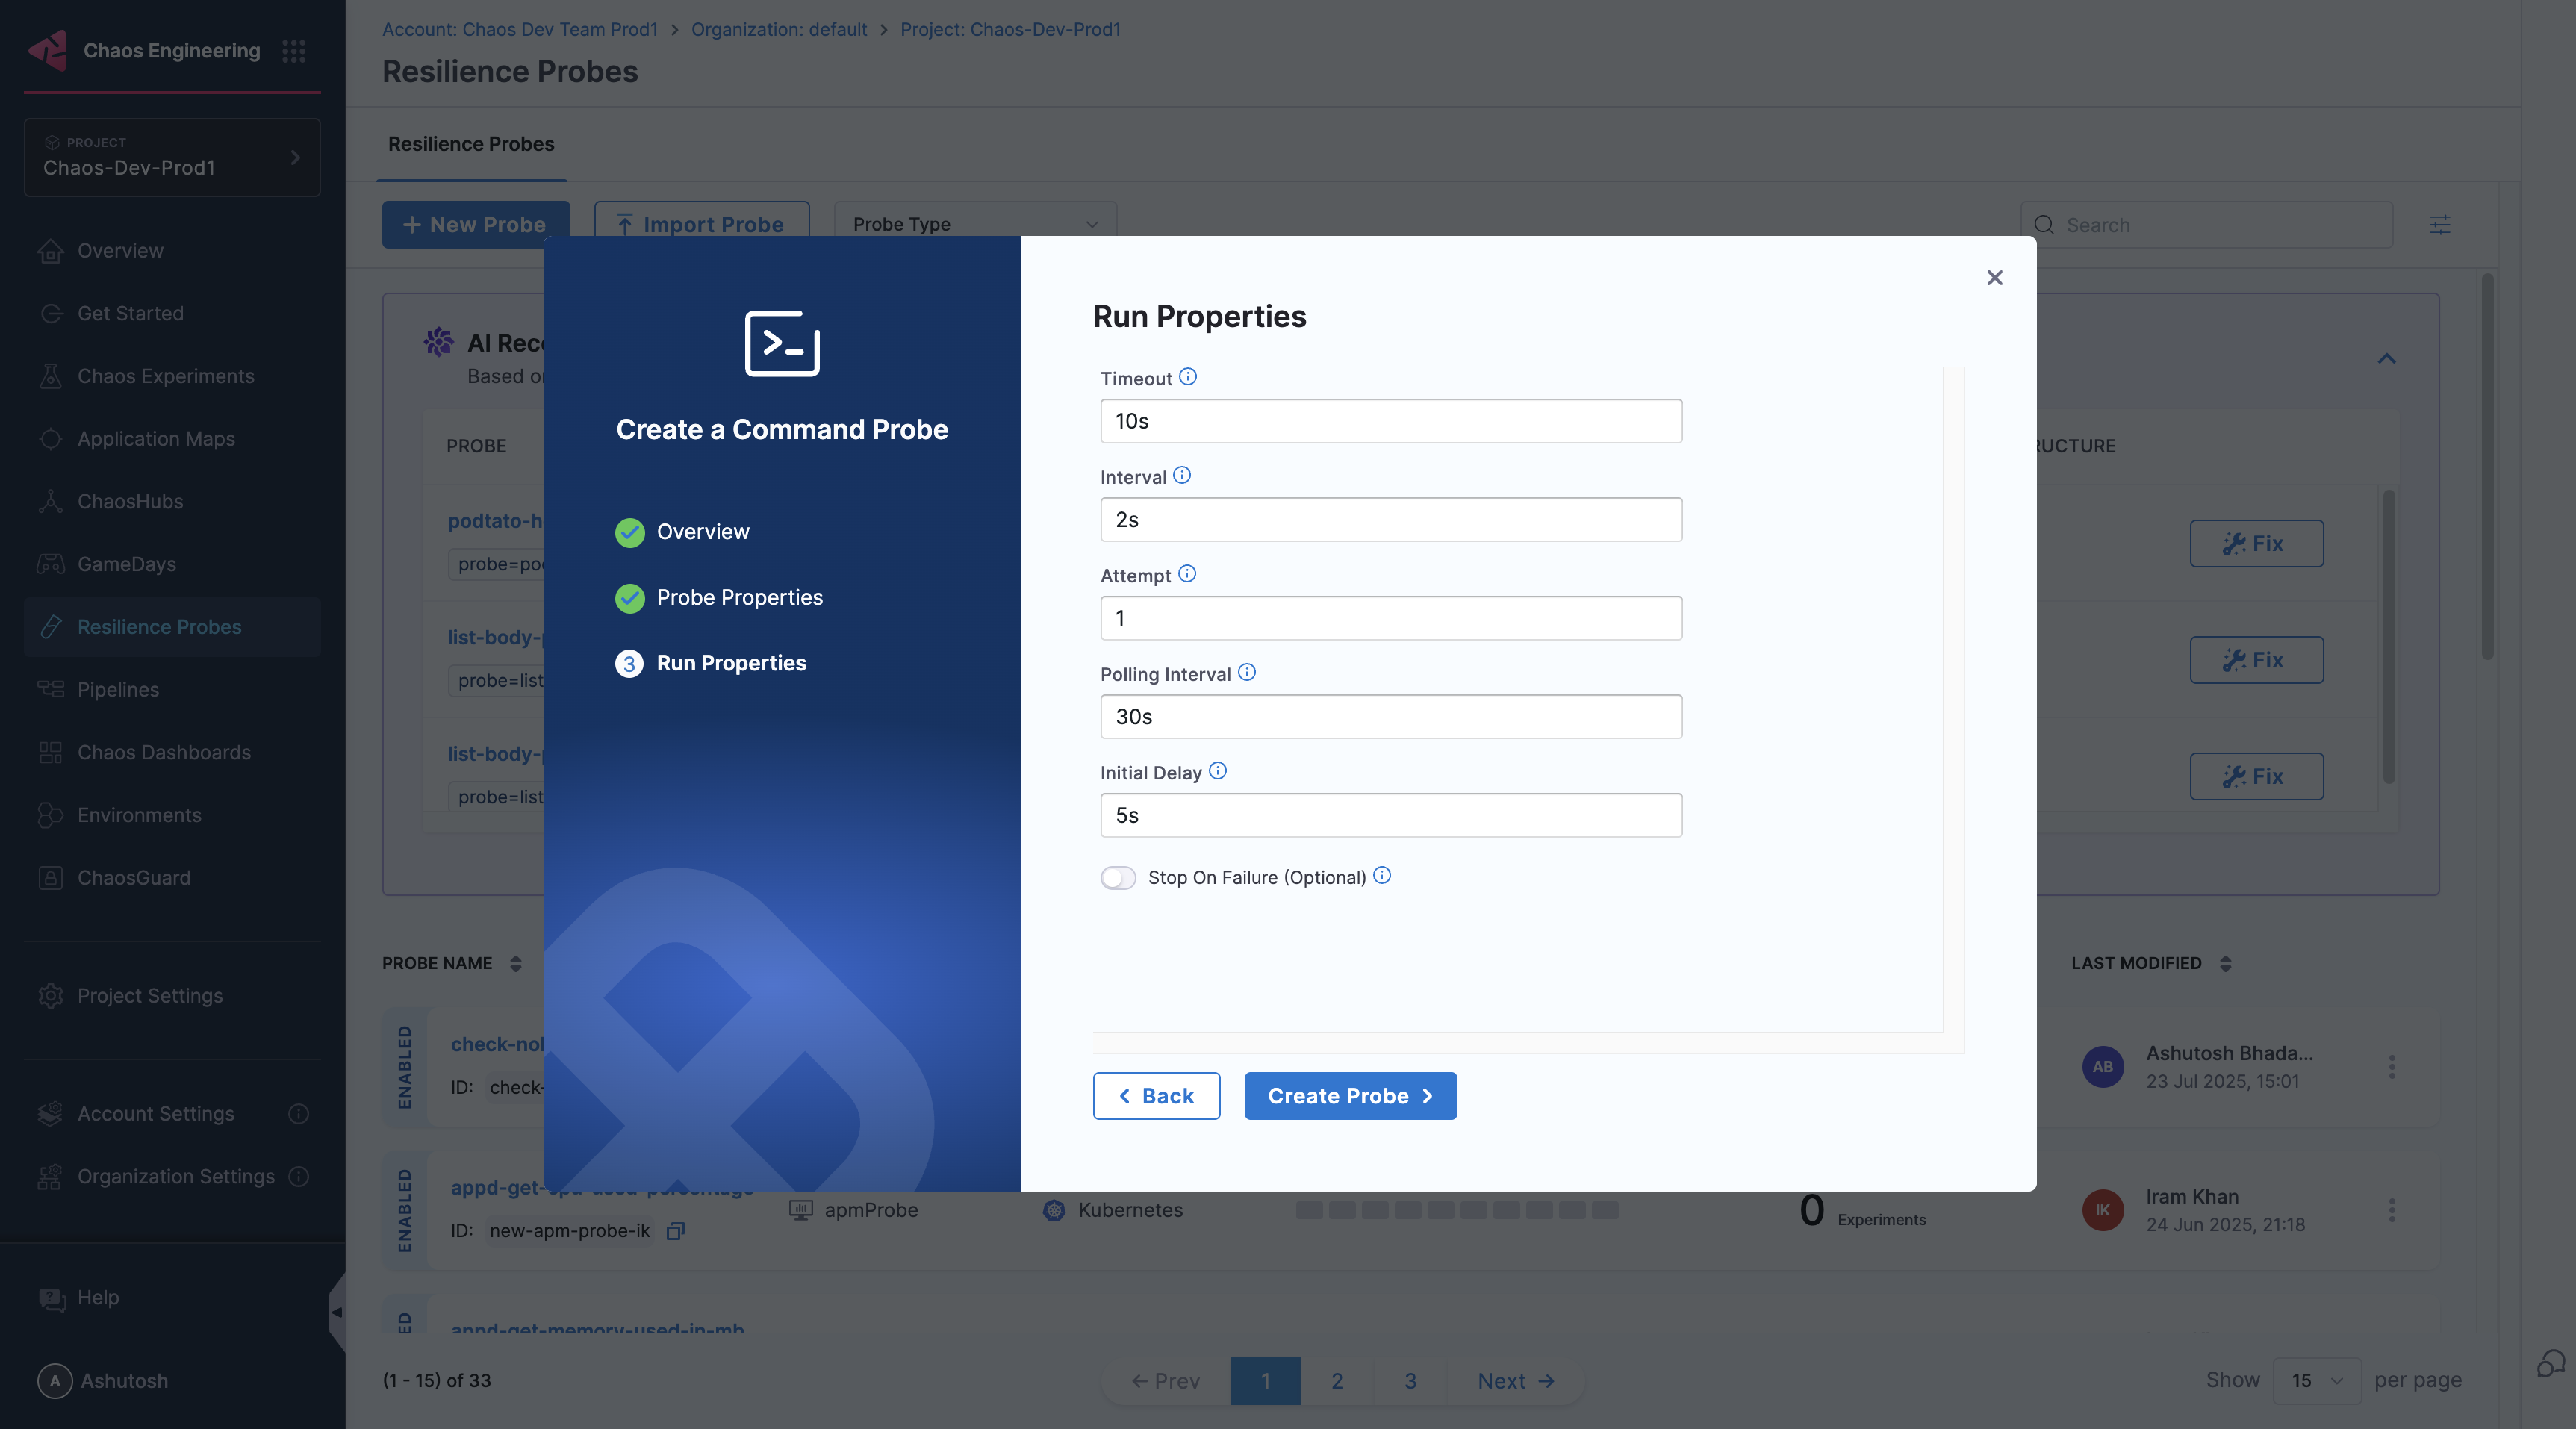 Chaos Engineering
PROJECT
Chaos-Dev-Prod1
Overview
Get Started
Chaos Experiments
Application Maps
ChaosHubs
GameDays
Resilience Probes
Pipelines
Chaos Dashboards
Environments
ChaosGuard
Project Settings
Account Settings
Organization Settings
Help
A Ashutosh
Account: Chaos Dev Team Prod1 > Organization: default > Project: Chaos-Dev-Prod1
Resilience Probes
Resilience Probes
+ New Probe
Import Probe
Probe Type
Search
AI Rec
Based
PROBE
RUCTURE
podtato-h
probe=po
list-body-
probe=list
list-body-
probe=list
Fix
Fix
Fix
Create a Command Probe
Overview
Probe Properties
3 Run Properties
Run Properties
Timeout
10s
Interval
2s
Attempt
1
Polling Interval
30s
Initial Delay
5s
Stop On Failure (Optional)
< Back
Create Probe >
PROBE NAME
LAST MODIFIED
ENABLED
check-no
ID: check-
AB
Ashutosh Bhada...
23 Jul 2025, 15:01
ENABLED
appd-get-cpu-used-percentage
ID: new-apm-probe-ik
apmProbe
Kubernetes
0 Experiments
IK
Iram Khan
24 Jun 2025, 21:18
ED
appd-get-memory-used-in-mb
(1 - 15) of 33
← Prev
1
2
3
Next →
Show
15
per page